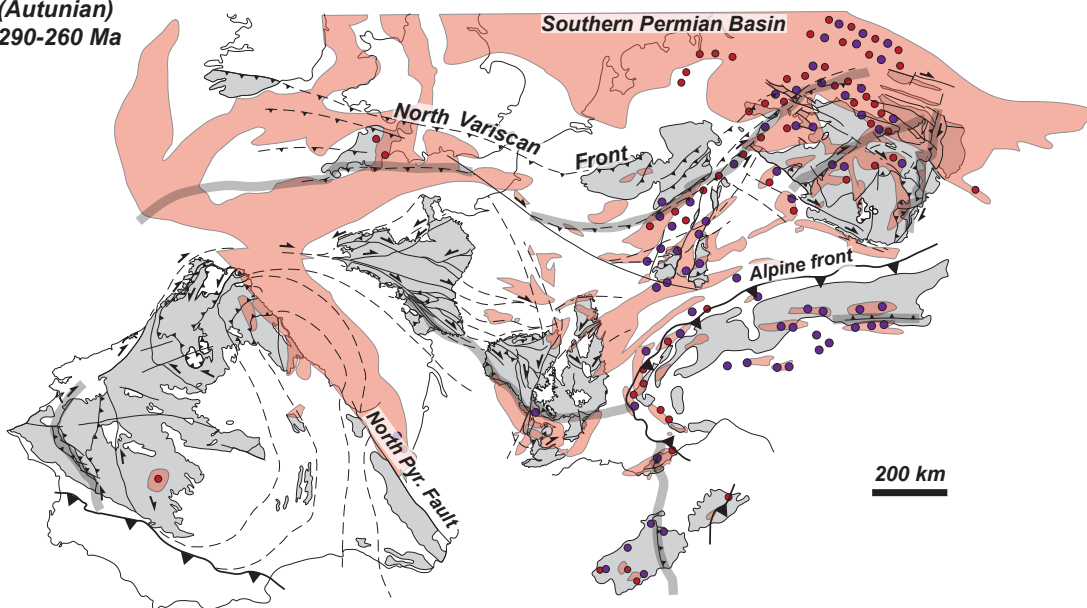 (Autunian)
290-260 Ma
Southern Permian Basin
North Variscan
Front
Alpine front
North Pyr. Fault
200 km